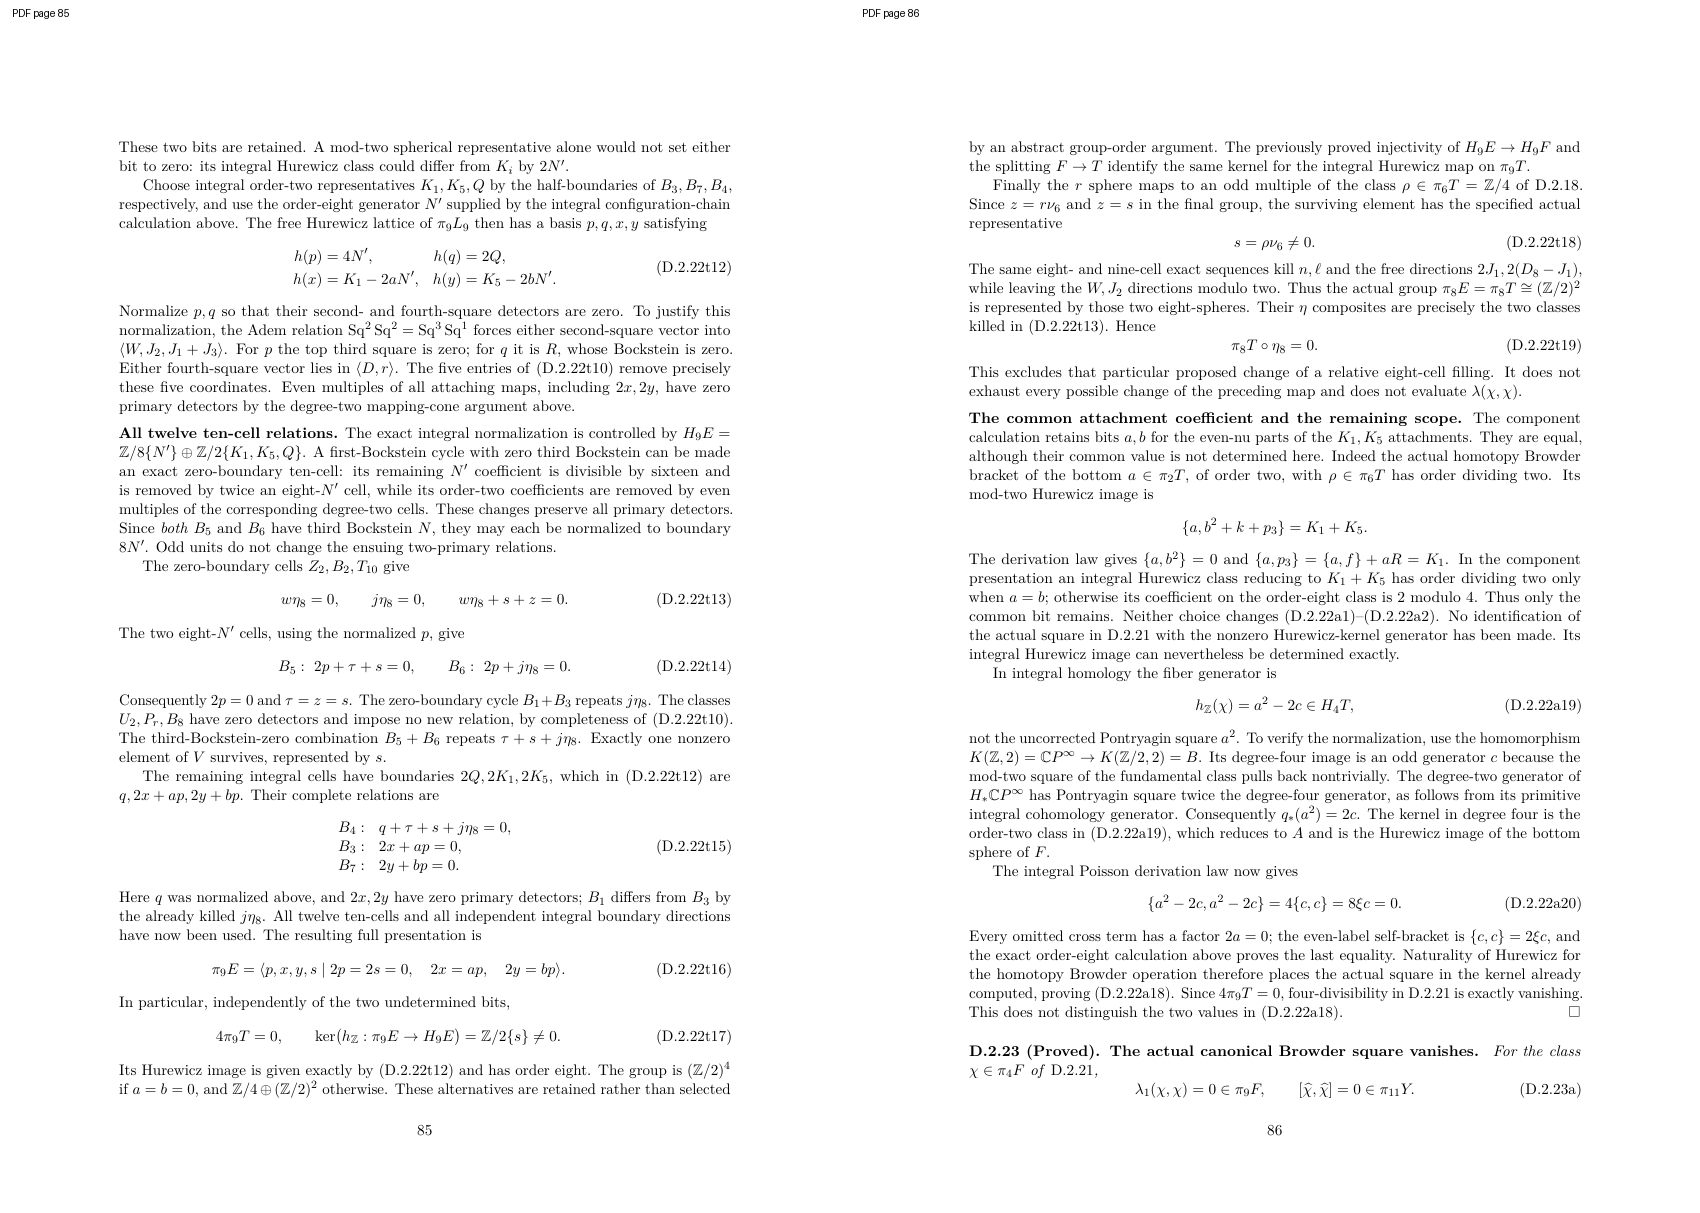 PDF page 85
These two bits are retained. A mod-two spherical representative alone would not set either
bit to zero: its integral Hurewicz class could differ from K_i by 2N′.
Choose integral order-two representatives K_1, K_5, Q by the half-boundaries of B_3, B_7, B_4,
respectively, and use the order-eight generator N′ supplied by the integral configuration-chain
calculation above. The free Hurewicz lattice of π_9L_9 then has a basis p, q, x, y satisfying
h(p) = 4N′, h(q) = 2Q,
h(x) = K_1 − 2aN′, h(y) = K_5 − 2bN′.
(D.2.22t12)
Normalize p, q so that their second- and fourth-square detectors are zero. To justify this
normalization, the Adem relation Sq^2 Sq^2 = Sq^3 Sq^1 forces either second-square vector into
⟨W, J_2, J_1 + J_3⟩. For p the top third square is zero; for q it is R, whose Bockstein is zero.
Either fourth-square vector lies in ⟨D, r⟩. The five entries of (D.2.22t10) remove precisely
these five coordinates. Even multiples of all attaching maps, including 2x, 2y, have zero
primary detectors by the degree-two mapping-cone argument above.
All twelve ten-cell relations. The exact integral normalization is controlled by H_9E =
ℤ/8{N′} ⊕ ℤ/2{K_1, K_5, Q}. A first-Bockstein cycle with zero third Bockstein can be made
an exact zero-boundary ten-cell: its remaining N′ coefficient is divisible by sixteen and
is removed by twice an eight-N′ cell, while its order-two coefficients are removed by even
multiples of the corresponding degree-two cells. These changes preserve all primary detectors.
Since both B_5 and B_6 have third Bockstein N, they may each be normalized to boundary
8N′. Odd units do not change the ensuing two-primary relations.
The zero-boundary cells Z_2, B_2, T_10 give
wη_8 = 0, jη_8 = 0, wη_8 + s + z = 0. (D.2.22t13)
The two eight-N′ cells, using the normalized p, give
B_5 : 2p + τ + s = 0, B_6 : 2p + jη_8 = 0. (D.2.22t14)
Consequently 2p = 0 and τ = z = s. The zero-boundary cycle B_1+B_3 repeats jη_8. The classes
U_2, P_r, B_8 have zero detectors and impose no new relation, by completeness of (D.2.22t10).
The third-Bockstein-zero combination B_5 + B_6 repeats τ + s + jη_8. Exactly one nonzero
element of V survives, represented by s.
The remaining integral cells have boundaries 2Q, 2K_1, 2K_5, which in (D.2.22t12) are
q, 2x + ap, 2y + bp. Their complete relations are
B_4 : q + τ + s + jη_8 = 0,
B_3 : 2x + ap = 0,
B_7 : 2y + bp = 0.
(D.2.22t15)
Here q was normalized above, and 2x, 2y have zero primary detectors; B_1 differs from B_3 by
the already killed jη_8. All twelve ten-cells and all independent integral boundary directions
have now been used. The resulting full presentation is
π_9E = ⟨p, x, y, s | 2p = 2s = 0, 2x = ap, 2y = bp⟩. (D.2.22t16)
In particular, independently of the two undetermined bits,
4π_9T = 0, ker(h_ℤ : π_9E → H_9E) = ℤ/2{s} ≠ 0. (D.2.22t17)
Its Hurewicz image is given exactly by (D.2.22t12) and has order eight. The group is (ℤ/2)^4
if a = b = 0, and ℤ/4 ⊕ (ℤ/2)^2 otherwise. These alternatives are retained rather than selected
85
PDF page 86
by an abstract group-order argument. The previously proved injectivity of H_9E → H_9F and
the splitting F → T identify the same kernel for the integral Hurewicz map on π_9T.
Finally the r sphere maps to an odd multiple of the class ρ ∈ π_6T = ℤ/4 of D.2.18.
Since z = rν_6 and z = s in the final group, the surviving element has the specified actual
representative
s = ρν_6 ≠ 0. (D.2.22t18)
The same eight- and nine-cell exact sequences kill n, ℓ and the free directions 2J_1, 2(D_8 − J_1),
while leaving the W, J_2 directions modulo two. Thus the actual group π_8E = π_8T ≅ (ℤ/2)^2
is represented by those two eight-spheres. Their η composites are precisely the two classes
killed in (D.2.22t13). Hence
π_8T ∘ η_8 = 0. (D.2.22t19)
This excludes that particular proposed change of a relative eight-cell filling. It does not
exhaust every possible change of the preceding map and does not evaluate λ(χ, χ).
The common attachment coefficient and the remaining scope. The component
calculation retains bits a, b for the even-nu parts of the K_1, K_5 attachments. They are equal,
although their common value is not determined here. Indeed the actual homotopy Browder
bracket of the bottom a ∈ π_2T, of order two, with ρ ∈ π_6T has order dividing two. Its
mod-two Hurewicz image is
{a, b^2 + k + p_3} = K_1 + K_5.
The derivation law gives {a, b^2} = 0 and {a, p_3} = {a, f} + aR = K_1. In the component
presentation an integral Hurewicz class reducing to K_1 + K_5 has order dividing two only
when a = b; otherwise its coefficient on the order-eight class is 2 modulo 4. Thus only the
common bit remains. Neither choice changes (D.2.22a1)–(D.2.22a2). No identification of
the actual square in D.2.21 with the nonzero Hurewicz-kernel generator has been made. Its
integral Hurewicz image can nevertheless be determined exactly.
In integral homology the fiber generator is
h_ℤ(χ) = a^2 − 2c ∈ H_4T, (D.2.22a19)
not the uncorrected Pontryagin square a^2. To verify the normalization, use the homomorphism
K(ℤ, 2) = ℂP^∞ → K(ℤ/2, 2) = B. Its degree-four image is an odd generator c because the
mod-two square of the fundamental class pulls back nontrivially. The degree-two generator of
H_*ℂP^∞ has Pontryagin square twice the degree-four generator, as follows from its primitive
integral cohomology generator. Consequently q_*(a^2) = 2c. The kernel in degree four is the
order-two class in (D.2.22a19), which reduces to A and is the Hurewicz image of the bottom
sphere of F.
The integral Poisson derivation law now gives
{a^2 − 2c, a^2 − 2c} = 4{c, c} = 8ξc = 0. (D.2.22a20)
Every omitted cross term has a factor 2a = 0; the even-label self-bracket is {c, c} = 2ξc, and
the exact order-eight calculation above proves the last equality. Naturality of Hurewicz for
the homotopy Browder operation therefore places the actual square in the kernel already
computed, proving (D.2.22a18). Since 4π_9T = 0, four-divisibility in D.2.21 is exactly vanishing.
This does not distinguish the two values in (D.2.22a18). □
D.2.23 (Proved). The actual canonical Browder square vanishes. For the class
χ ∈ π_4F of D.2.21,
λ_1(χ, χ) = 0 ∈ π_9F, [χ̂, χ̂] = 0 ∈ π_11Y. (D.2.23a)
86